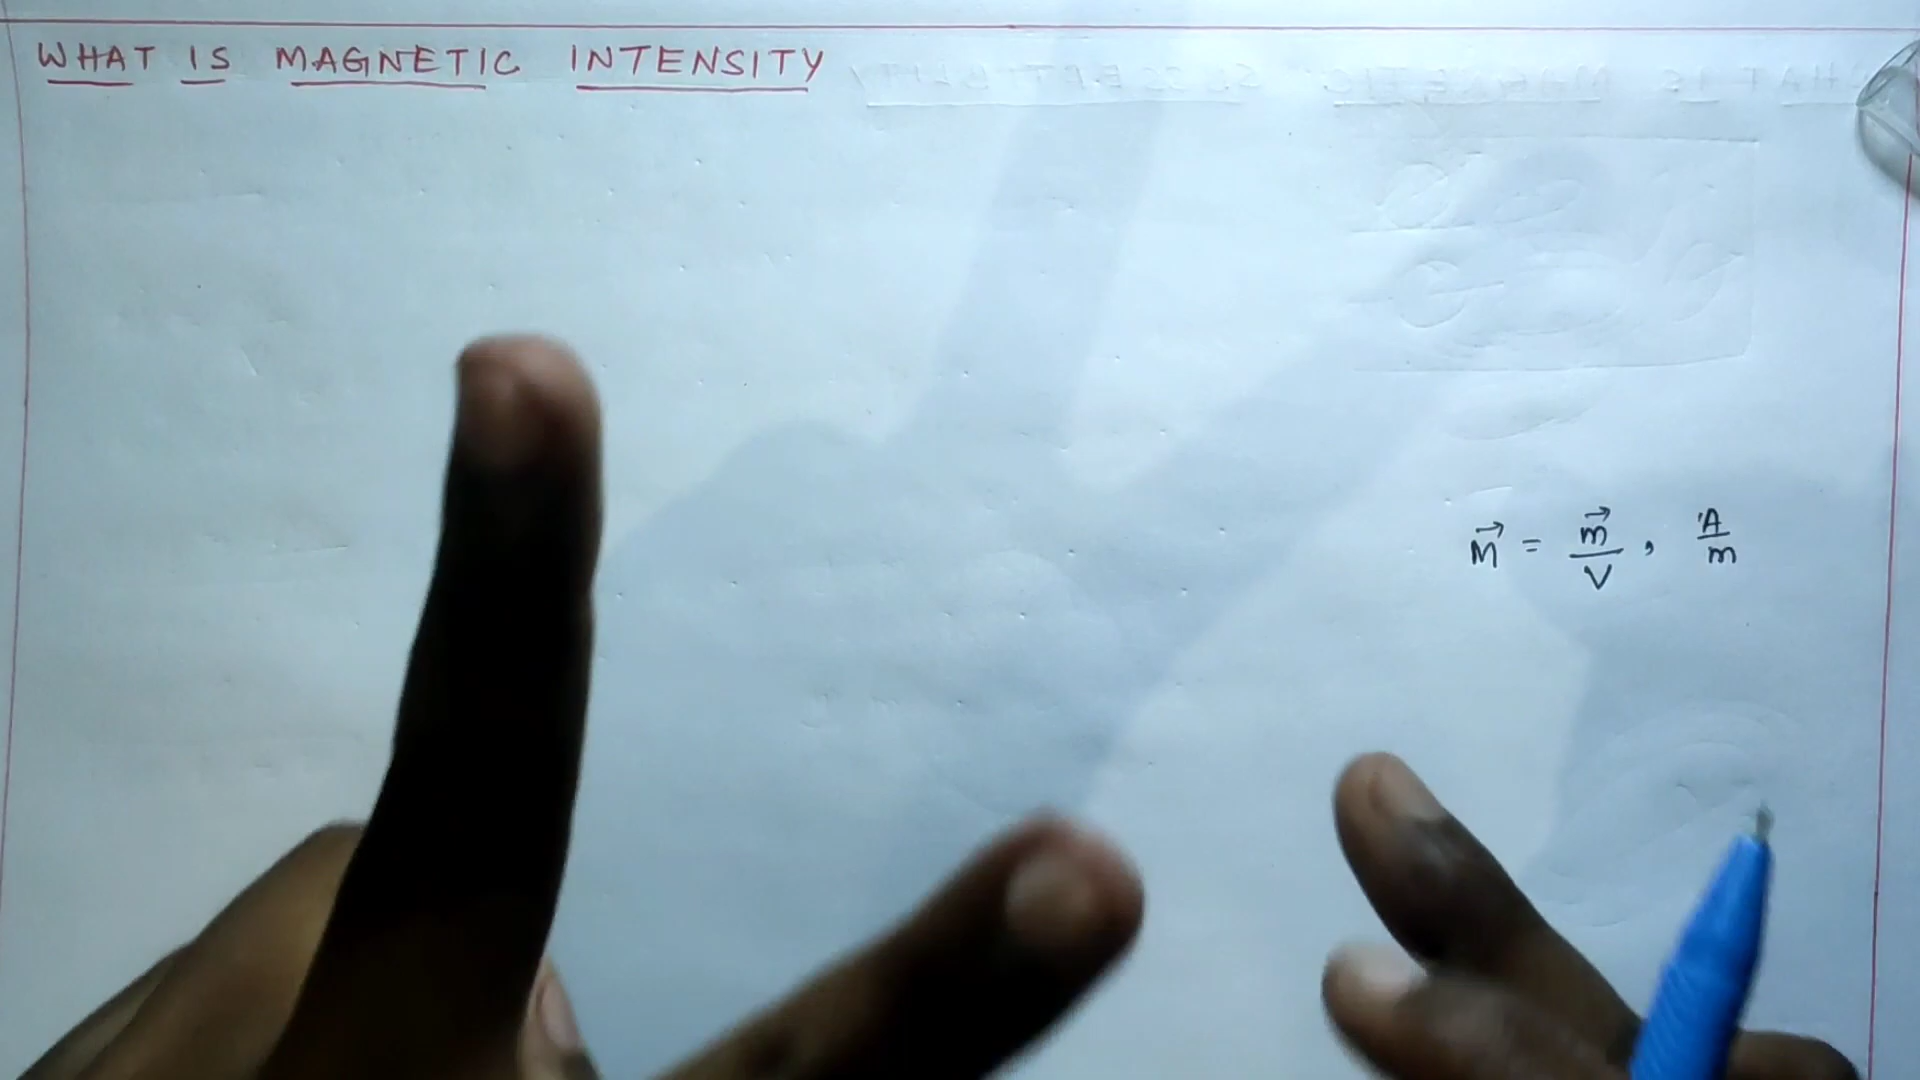 WHAT IS MAGNETIC INTENSITY
M⃗ = m⃗/V , A/m